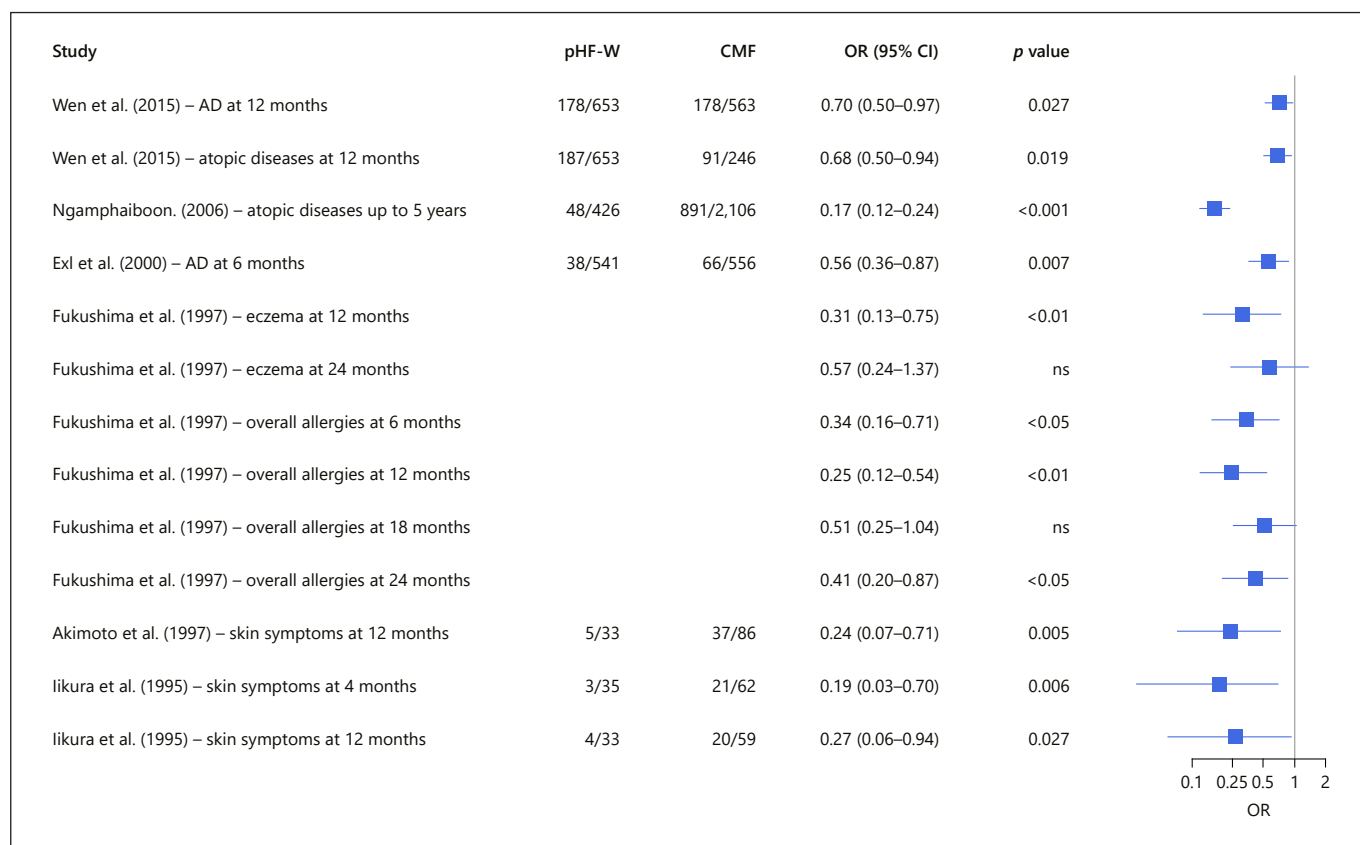 Study pHF-W CMF OR (95% CI) p value
Wen et al. (2015) – AD at 12 months 178/653 178/563 0.70 (0.50–0.97) 0.027
Wen et al. (2015) – atopic diseases at 12 months 187/653 91/246 0.68 (0.50–0.94) 0.019
Ngamphaiboon. (2006) – atopic diseases up to 5 years 48/426 891/2,106 0.17 (0.12–0.24) <0.001
Exl et al. (2000) – AD at 6 months 38/541 66/556 0.56 (0.36–0.87) 0.007
Fukushima et al. (1997) – eczema at 12 months 0.31 (0.13–0.75) <0.01
Fukushima et al. (1997) – eczema at 24 months 0.57 (0.24–1.37) ns
Fukushima et al. (1997) – overall allergies at 6 months 0.34 (0.16–0.71) <0.05
Fukushima et al. (1997) – overall allergies at 12 months 0.25 (0.12–0.54) <0.01
Fukushima et al. (1997) – overall allergies at 18 months 0.51 (0.25–1.04) ns
Fukushima et al. (1997) – overall allergies at 24 months 0.41 (0.20–0.87) <0.05
Akimoto et al. (1997) – skin symptoms at 12 months 5/33 37/86 0.24 (0.07–0.71) 0.005
Iikura et al. (1995) – skin symptoms at 4 months 3/35 21/62 0.19 (0.03–0.70) 0.006
Iikura et al. (1995) – skin symptoms at 12 months 4/33 20/59 0.27 (0.06–0.94) 0.027
0.1 0.25 0.5 1 2
OR